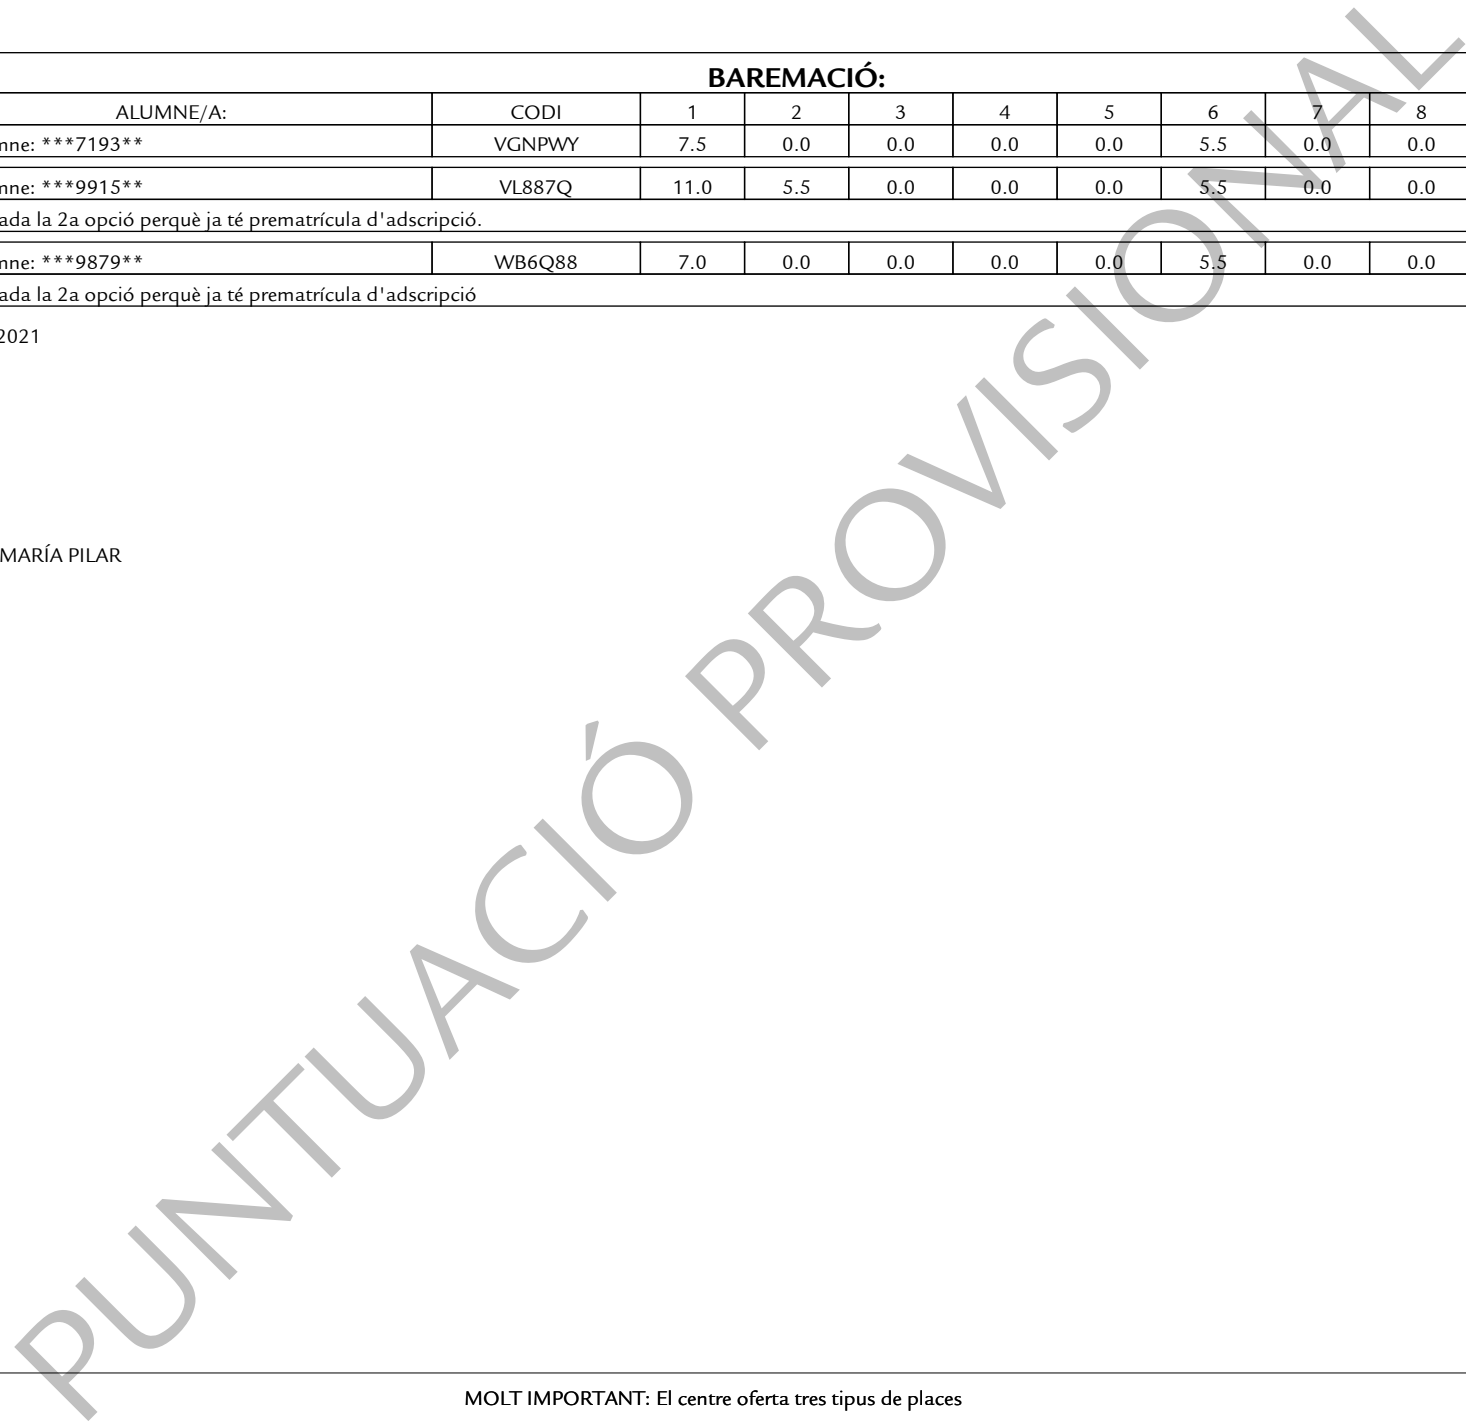 BAREMACIÓ:
ALUMNE/A: CODI 1 2 3 4 5 6 7 8
mne: ***7193** VGNPWY 7.5 0.0 0.0 0.0 0.0 5.5 0.0 0.0
mne: ***9915** VL887Q 11.0 5.5 0.0 0.0 0.0 5.5 0.0 0.0
ada la 2a opció perquè ja té prematrícula d'adscripció.
mne: ***9879** WB6Q88 7.0 0.0 0.0 0.0 0.0 5.5 0.0 0.0
ada la 2a opció perquè ja té prematrícula d'adscripció
2021
MARÍA PILAR
PUNTUACIÓ PROVISIONAL
MOLT IMPORTANT: El centre oferta tres tipus de places